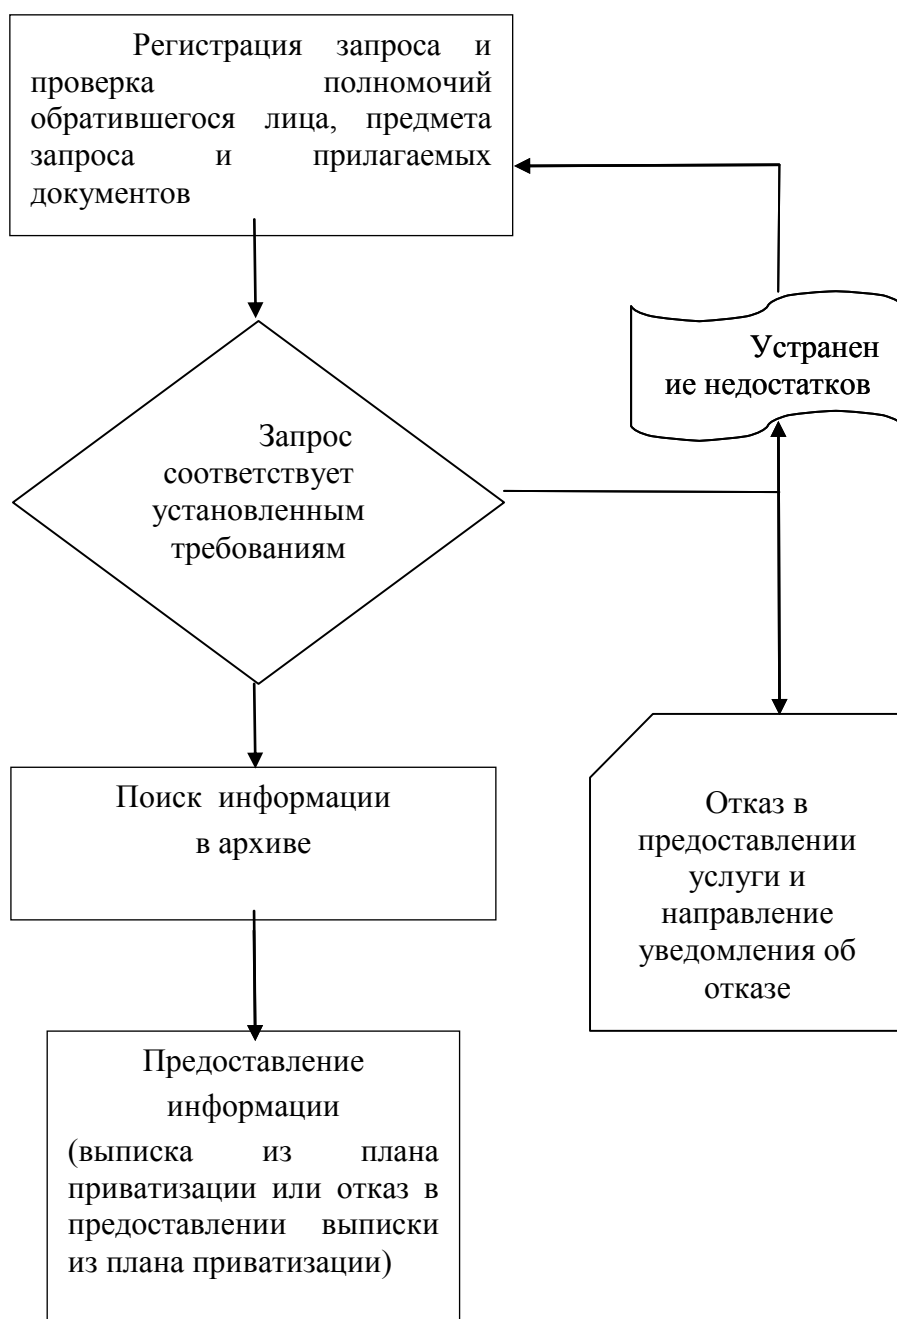 Регистрация запроса и
проверка полномочий
обратившегося лица, предмета
запроса и прилагаемых
документов
Устранен
ие недостатков
Запрос
соответствует
установленным
требованиям
Поиск информации
в архиве
Отказ в
предоставлении
услуги и
направление
уведомления об
отказе
Предоставление
информации
(выписка из плана
приватизации или отказ в
предоставлении выписки
из плана приватизации)